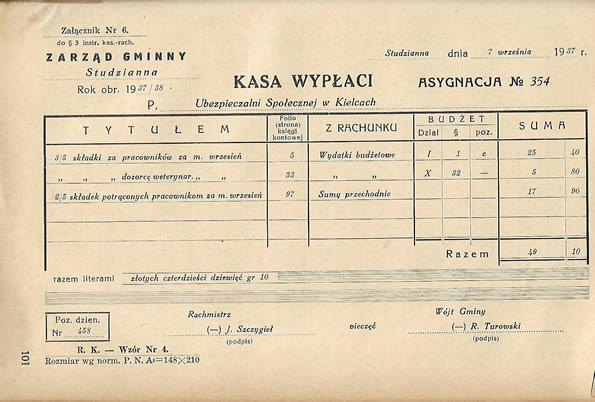 Załącznik Nr 6.
do § 3 instr. kas.-rach.
ZARZĄD GMINNY
Studzianna
Rok obr. 1937/38
Studzianna dnia 7 września 1937 r.
KASA WYPŁACI
ASYGNACJA № 354
P. Ubezpieczalni Społecznej w Kielcach
TYTUŁEM
Folio (strona) księgi kontowej
Z RACHUNKU
BUDŻET
Dział § poz.
SUMA
3/5 składki za pracowników za m. wrzesień 5 Wydatki budżetowe I 1 c 25 40
„ „ „ dozorcę weterynar. „ „ 33 „ „ X 32 — 5 80
2/5 składek potrąconych pracownikom za m. wrzesień 97 Sumy przechodnie 17 90
Razem 49 10
razem literami złotych czterdzieści dziewięć gr 10
Poz. dzien.
Nr 458
Rachmistrz
(—) J. Szczygieł
(podpis)
pieczęć
Wójt Gminy
(—) R. Turowski
(podpis)
R. K. — Wzór Nr 4.
Rozmiar wg norm. P. N. A5=148×210
101